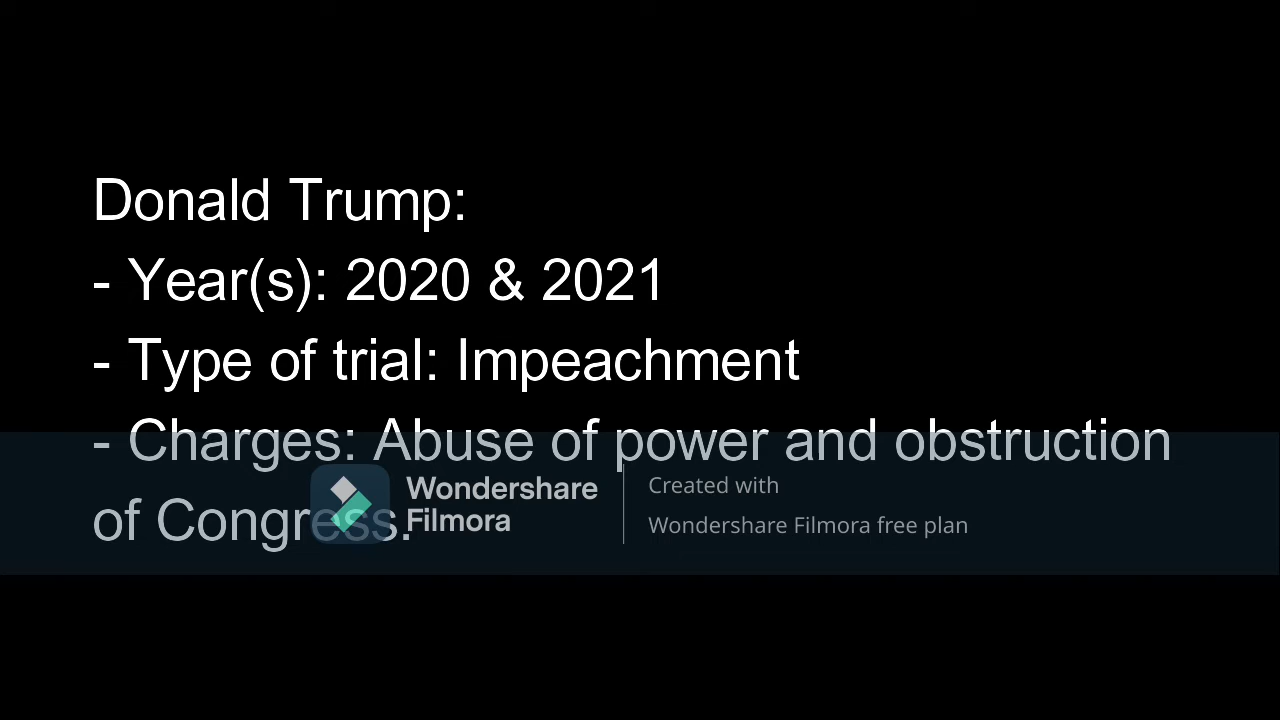 Donald Trump:
- Year(s): 2020 & 2021
- Type of trial: Impeachment
- Charges: Abuse of power and obstruction
of Congress.
Wondershare
Filmora
Created with
Wondershare Filmora free plan